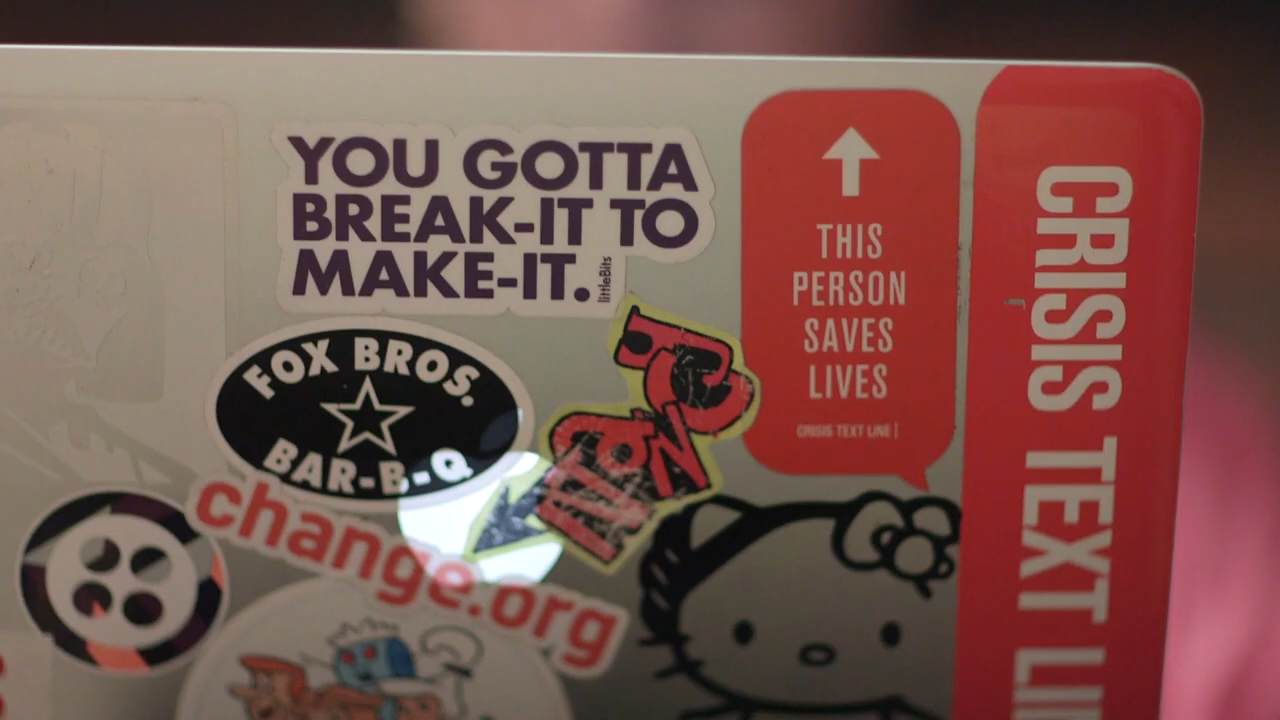 YOU GOTTA
BREAK-IT TO
MAKE-IT.
littleBits
THIS
PERSON
SAVES
LIVES
CRISIS TEXT LINE
CRISIS TEXT LI
FOX BROS.
BAR-B-Q
change.org